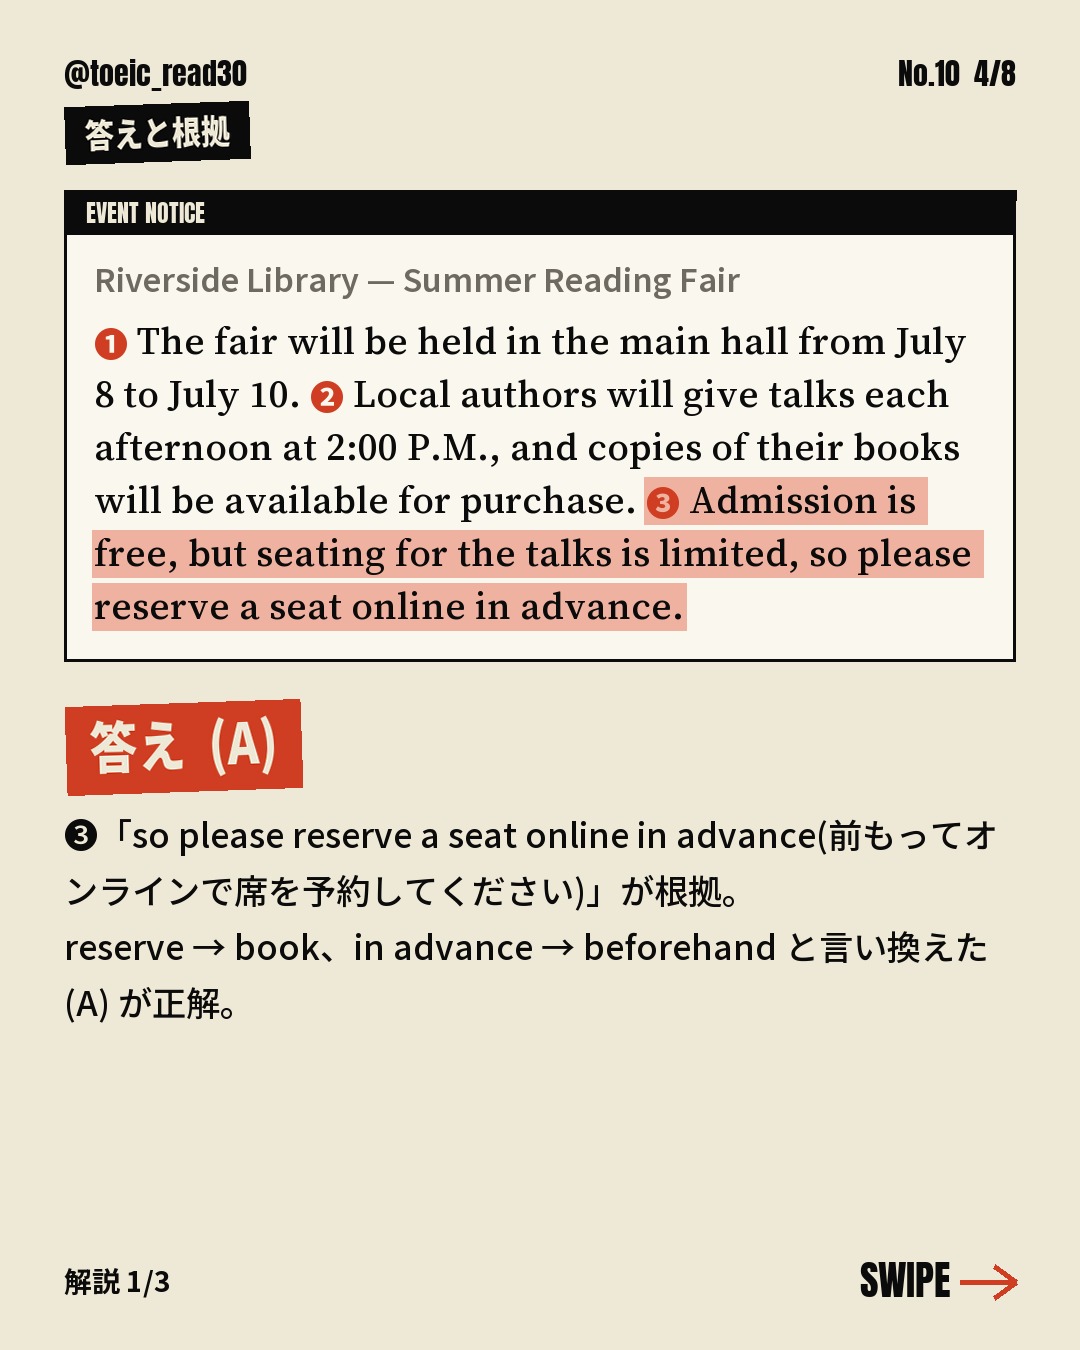 @toeic_read30
No.10 4/8
答えと根拠
EVENT NOTICE
Riverside Library — Summer Reading Fair
❶ The fair will be held in the main hall from July
8 to July 10. ❷ Local authors will give talks each
afternoon at 2:00 P.M., and copies of their books
will be available for purchase. ❸ Admission is
free, but seating for the talks is limited, so please
reserve a seat online in advance.
答え (A)
❸「so please reserve a seat online in advance(前もってオ
ンラインで席を予約してください)」が根拠。
reserve → book、in advance → beforehand と言い換えた
(A) が正解。
解説 1/3
SWIPE →